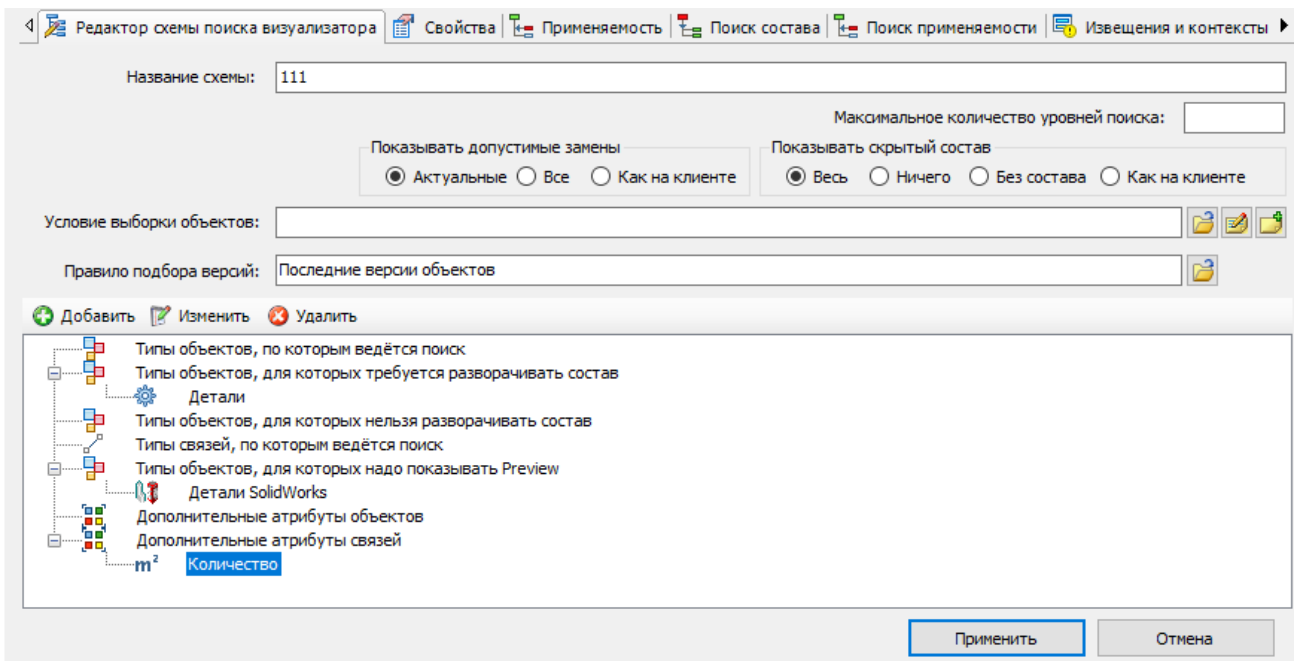 Редактор схемы поиска визуализатора Свойства Применяемость Поиск состава Поиск применяемости Извещения и контексты
Название схемы: 111
Максимальное количество уровней поиска:
Показывать допустимые замены Показывать скрытый состав
Актуальные Все Как на клиенте Весь Ничего Без состава Как на клиенте
Условие выборки объектов:
Правило подбора версий: Последние версии объектов
Добавить Изменить Удалить
Типы объектов, по которым ведётся поиск
Типы объектов, для которых требуется разворачивать состав
Детали
Типы объектов, для которых нельзя разворачивать состав
Типы связей, по которым ведётся поиск
Типы объектов, для которых надо показывать Preview
Детали SolidWorks
Дополнительные атрибуты объектов
Дополнительные атрибуты связей
m² Количество
Применить Отмена